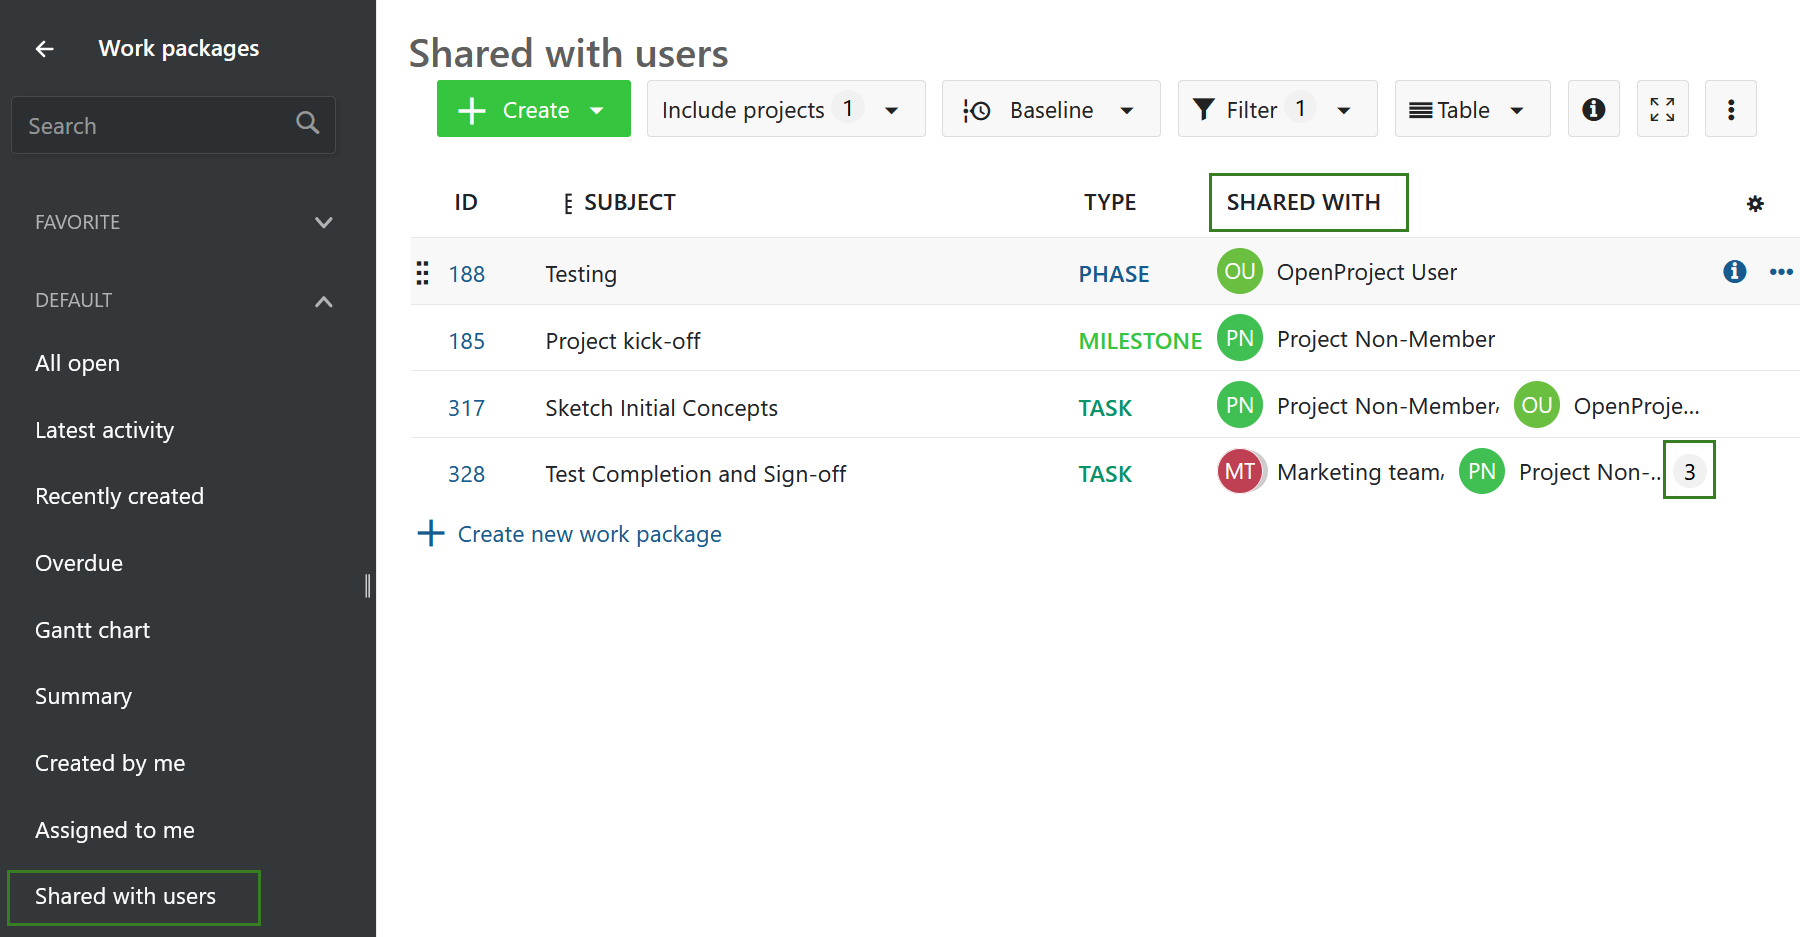 Work packages
Search
FAVORITE
DEFAULT
All open
Latest activity
Recently created
Overdue
Gantt chart
Summary
Created by me
Assigned to me
Shared with users
Shared with users
Create
Include projects 1
Baseline
Filter 1
Table
ID SUBJECT TYPE SHARED WITH
188 Testing PHASE OU OpenProject User
185 Project kick-off MILESTONE PN Project Non-Member
317 Sketch Initial Concepts TASK PN Project Non-Member, OU OpenProje...
328 Test Completion and Sign-off TASK MT Marketing team, PN Project Non-... 3
Create new work package